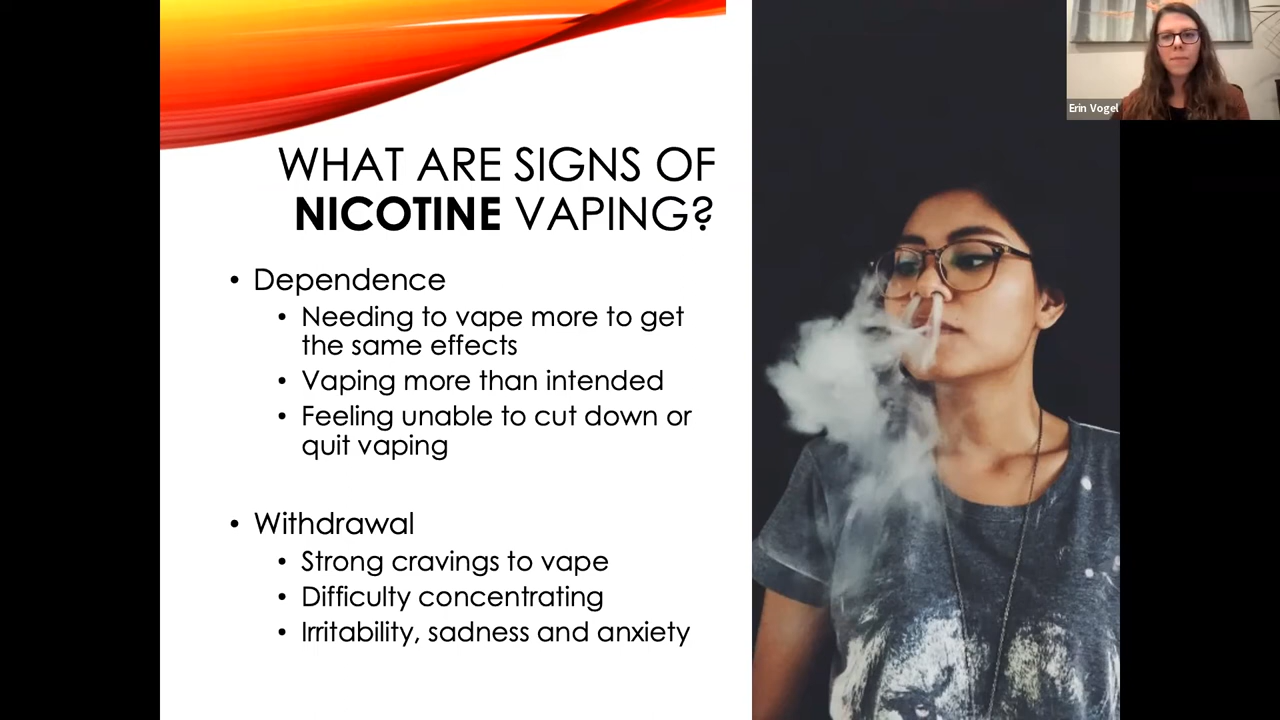 WHAT ARE SIGNS OF
NICOTINE VAPING?
• Dependence
• Needing to vape more to get
the same effects
• Vaping more than intended
• Feeling unable to cut down or
quit vaping
• Withdrawal
• Strong cravings to vape
• Difficulty concentrating
• Irritability, sadness and anxiety
Erin Vogel